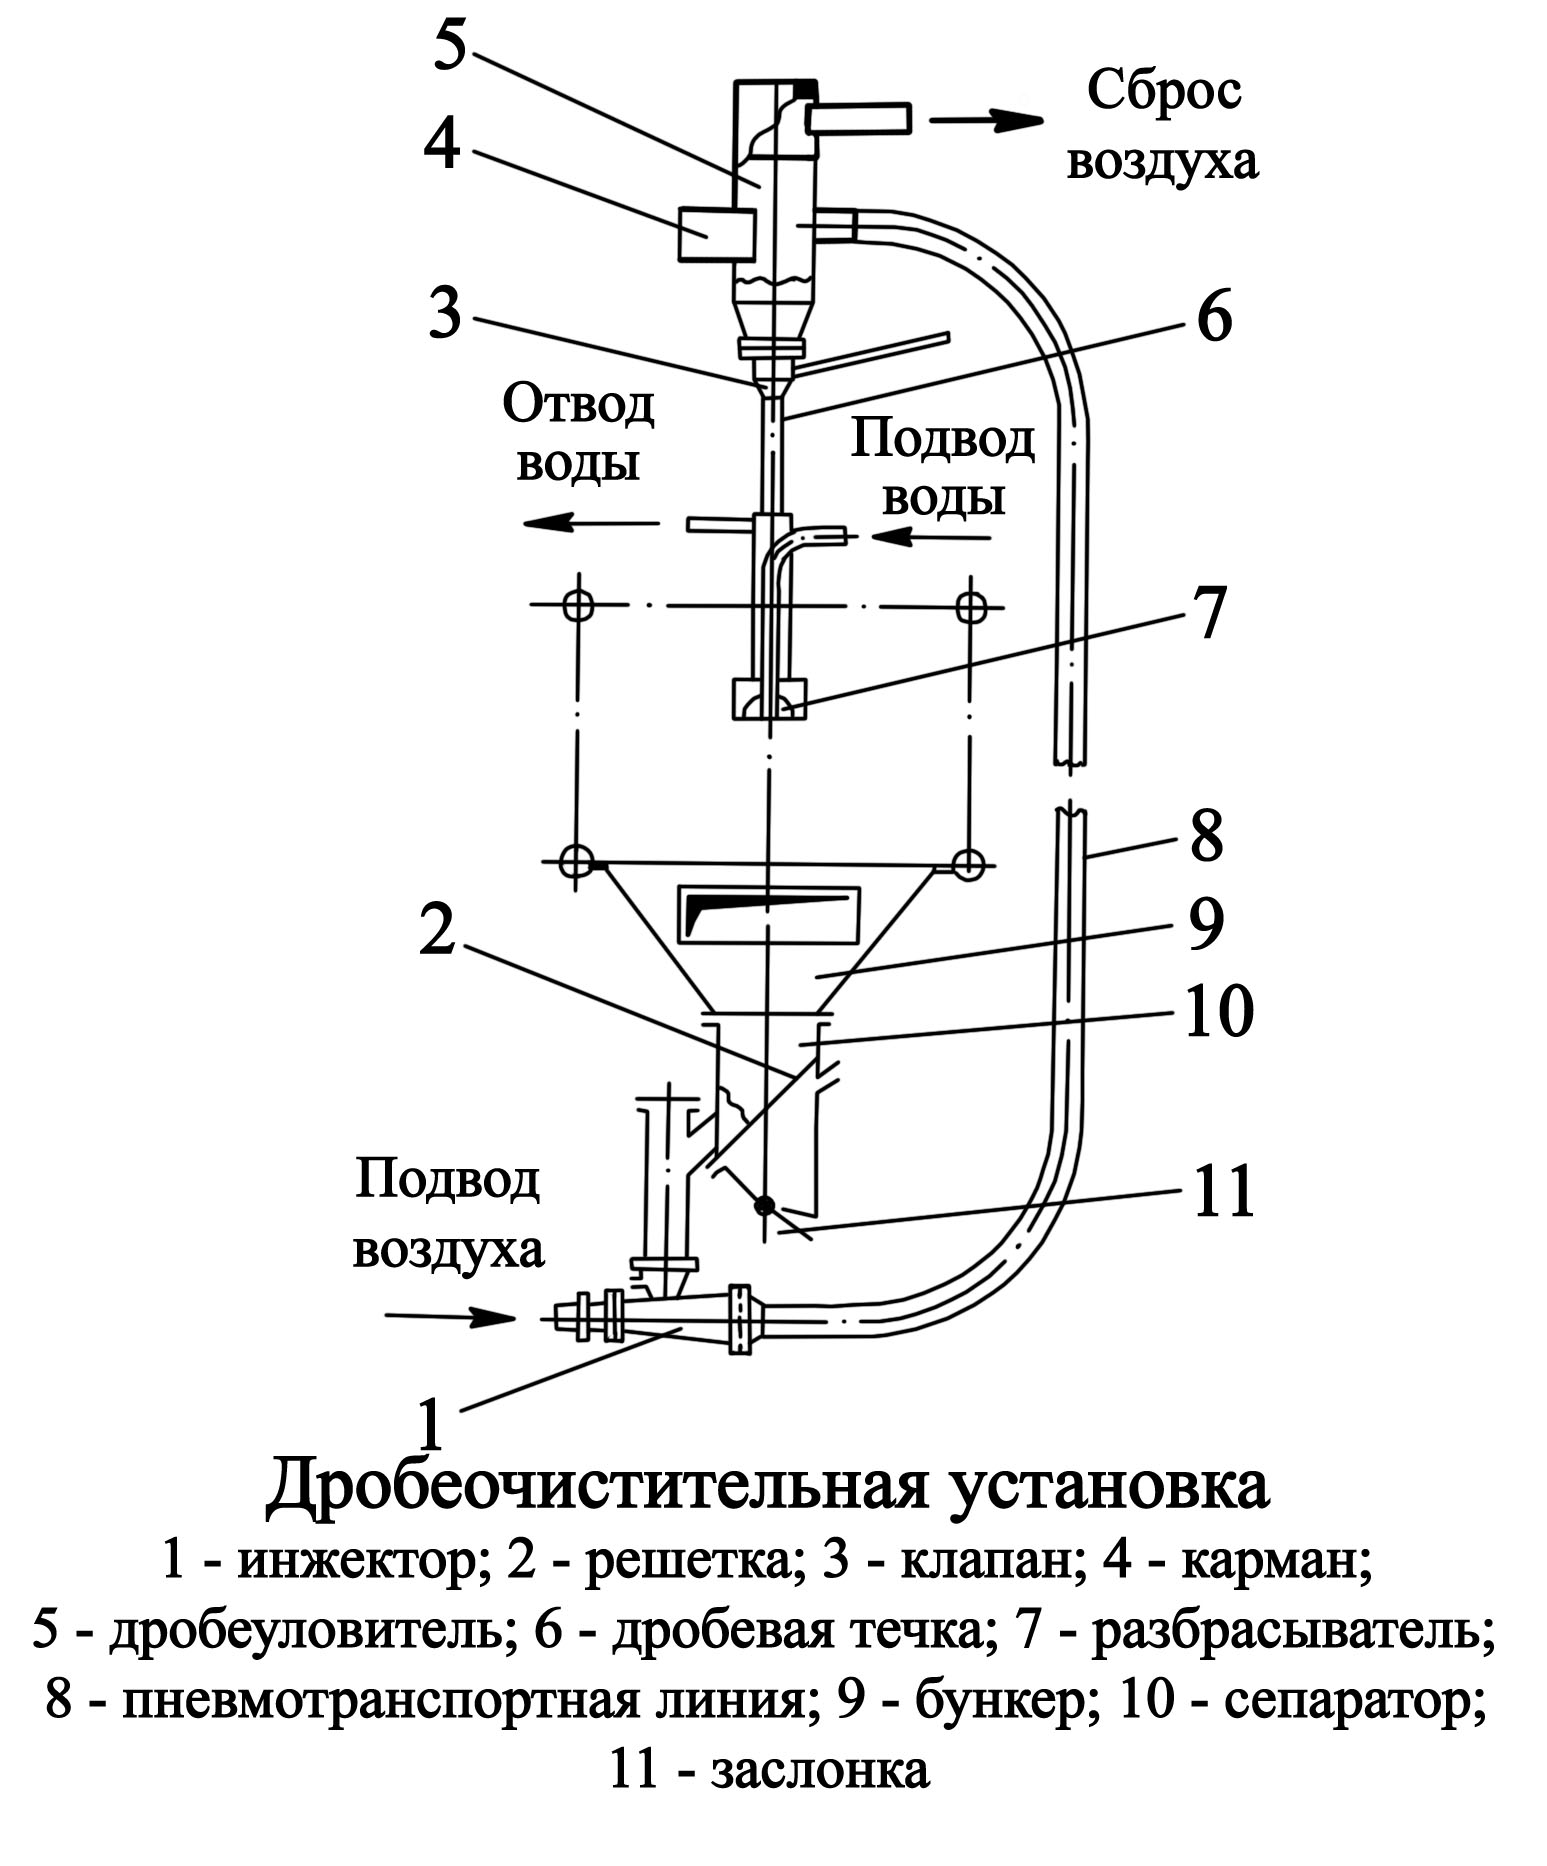 5
Сброс
воздуха
4
3
6
Отвод
воды
Подвод
воды
7
8
2
9
10
Подвод
воздуха
11
1
Дробеочистительная установка
1 - инжектор; 2 - решетка; 3 - клапан; 4 - карман;
5 - дробеуловитель; 6 - дробевая течка; 7 - разбрасыватель;
8 - пневмотранспортная линия; 9 - бункер; 10 - сепаратор;
11 - заслонка